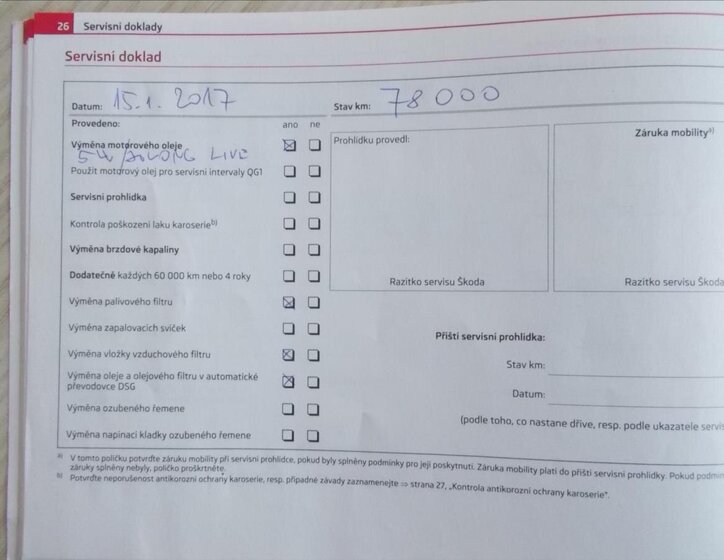 26 Servisní doklady
Servisní doklad
Datum: 15.1. 2017
Stav km: 78 000
Provedeno: ano ne
Výměna motorového oleje
LIVE
Použit motorový olej pro servisní intervaly QG1
Servisní prohlídka
Kontrola poškození laku karoserie b)
Výměna brzdové kapaliny
Dodatečně každých 60 000 km nebo 4 roky
Výměna palivového filtru
Výměna zapalovacích svíček
Výměna vložky vzduchového filtru
Výměna oleje a olejového filtru v automatické
převodovce DSG
Výměna ozubeného řemene
Výměna napínací kladky ozubeného řemene
Prohlídku provedl:
Razítko servisu Škoda
Záruka mobility a)
Razítko servisu Škoda
Příští servisní prohlídka:
Stav km:
Datum:
(podle toho, co nastane dříve, resp. podle ukazatele servi
a) V tomto políčku potvrďte záruku mobility při servisní prohlídce, pokud byly splněny podmínky pro její poskytnutí. Záruka mobility platí do příští servisní prohlídky. Pokud podmín
záruky splněny nebyly, políčko proškrtněte.
b) Potvrďte neporušenost antikorozní ochrany karoserie, resp. případné závady zaznamenejte ⇒ strana 27, „Kontrola antikorozní ochrany karoserie".